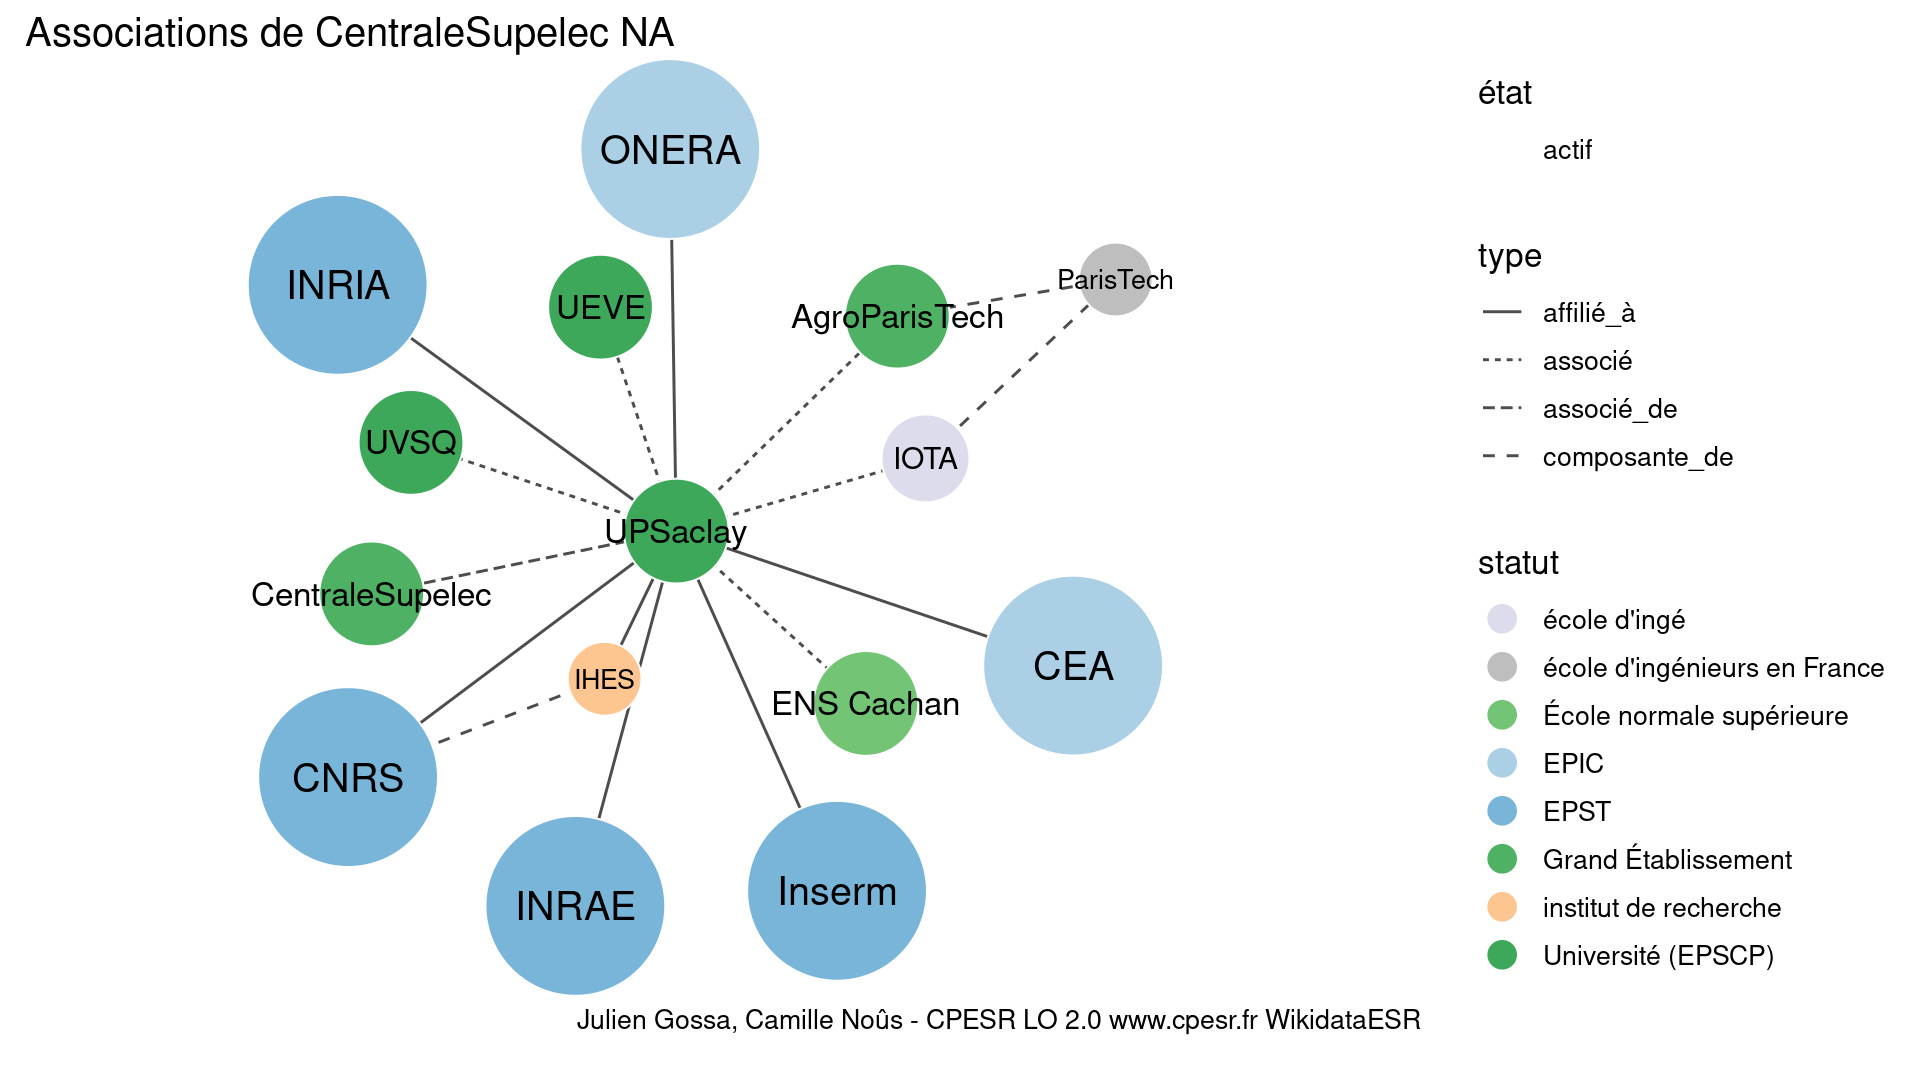 Associations de CentraleSupelec NA
ONERA
INRIA
UEVE
AgroParisTech
ParisTech
UVSQ
IOTA
UPSaclay
CentraleSupelec
IHES
CEA
ENS Cachan
CNRS
INRAE
Inserm
état
actif
type
affilié_à
associé
associé_de
composante_de
statut
école d'ingé
école d'ingénieurs en France
École normale supérieure
EPIC
EPST
Grand Établissement
institut de recherche
Université (EPSCP)
Julien Gossa, Camille Noûs - CPESR LO 2.0 www.cpesr.fr WikidataESR